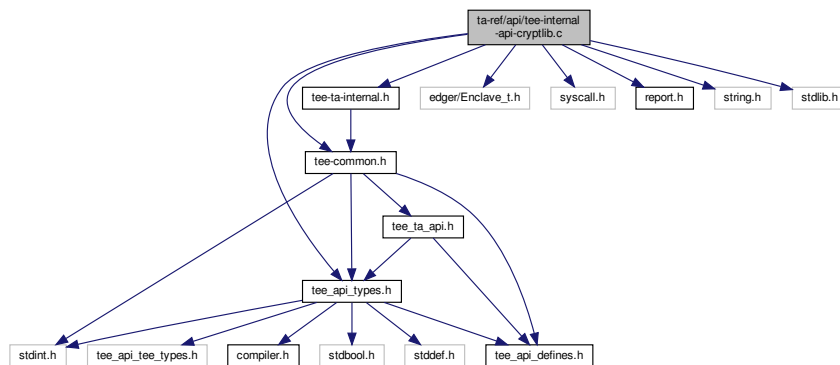 ta-ref/api/tee-internal
-api-cryptlib.c
tee-ta-internal.h
edger/Enclave_t.h
syscall.h
report.h
string.h
stdlib.h
tee-common.h
tee_ta_api.h
tee_api_types.h
stdint.h
tee_api_tee_types.h
compiler.h
stdbool.h
stddef.h
tee_api_defines.h